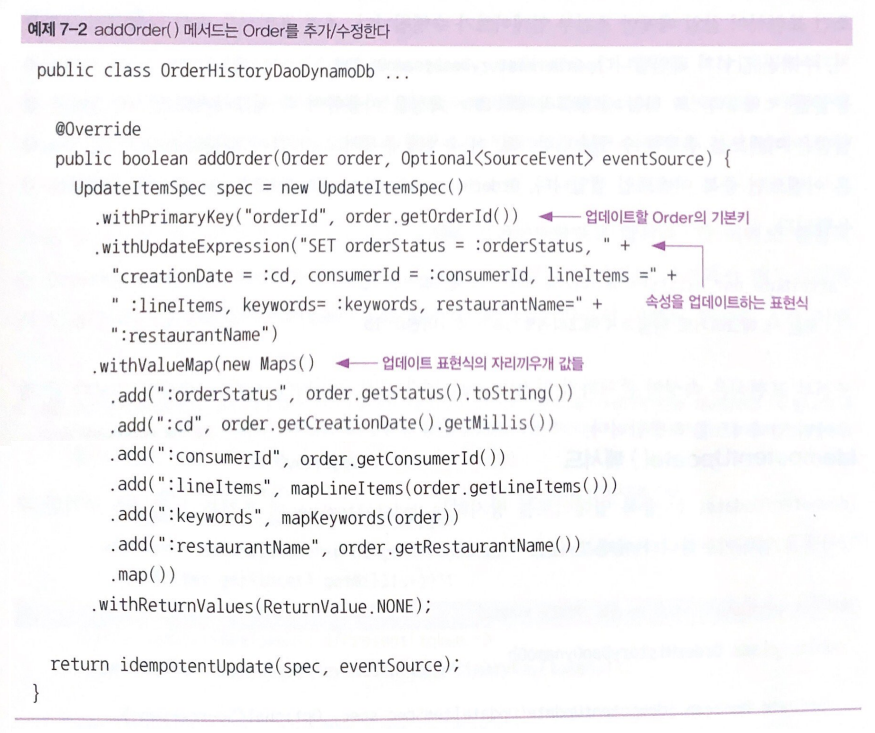 예제 7-2 addOrder() 메서드는 Order를 추가/수정한다
public class OrderHistoryDaoDynamoDb ...
@Override
public boolean addOrder(Order order, Optional<SourceEvent> eventSource) {
UpdateItemSpec spec = new UpdateItemSpec()
.withPrimaryKey("orderId", order.getOrderId()) 업데이트할 Order의 기본키
.withUpdateExpression("SET orderStatus = :orderStatus, " +
"creationDate = :cd, consumerId = :consumerId, lineItems =" +
" :lineItems, keywords= :keywords, restaurantName=" + 속성을 업데이트하는 표현식
":restaurantName")
.withValueMap(new Maps() 업데이트 표현식의 자리끼우개 값들
.add(":orderStatus", order.getStatus().toString())
.add(":cd", order.getCreationDate().getMillis())
.add(":consumerId", order.getConsumerId())
.add(":lineItems", mapLineItems(order.getLineItems()))
.add(":keywords", mapKeywords(order))
.add(":restaurantName", order.getRestaurantName())
.map())
.withReturnValues(ReturnValue.NONE);
return idempotentUpdate(spec, eventSource);
}